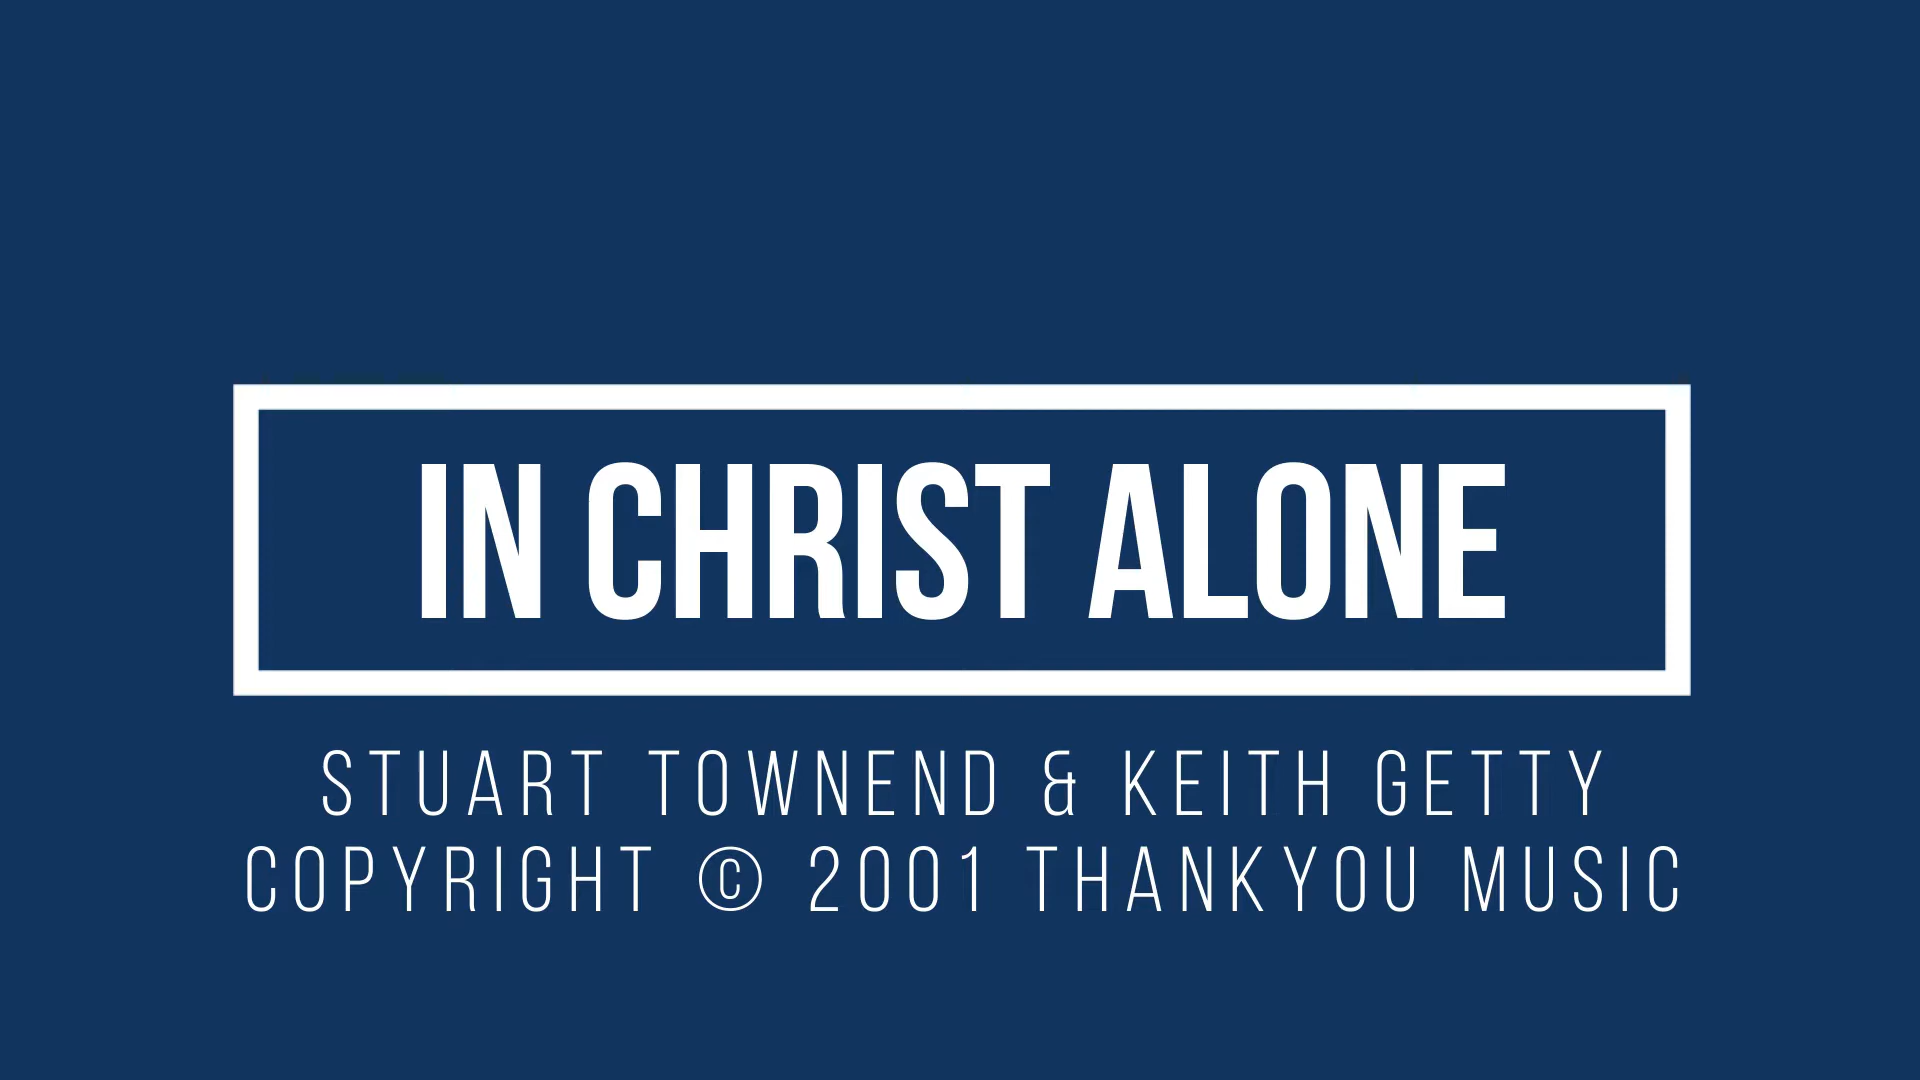 IN CHRIST ALONE
STUART TOWNEND & KEITH GETTY
COPYRIGHT © 2001 THANKYOU MUSIC